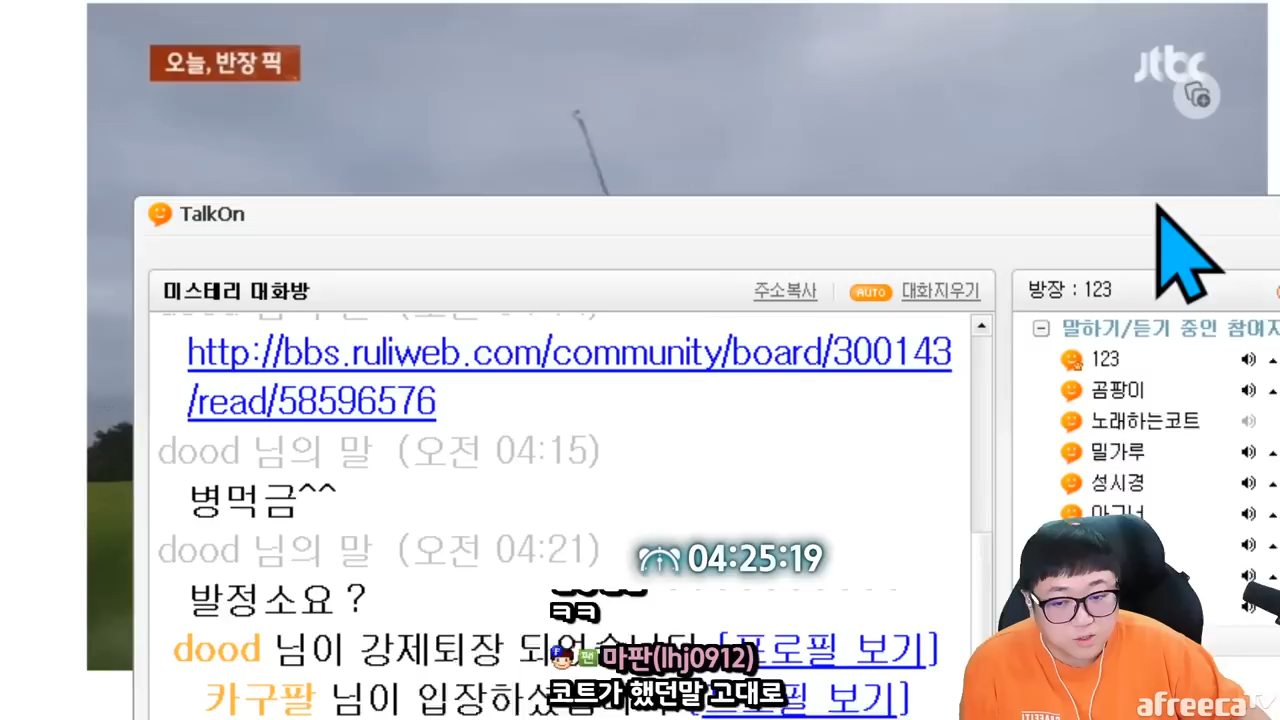 오늘, 반장 픽
jtbc
TalkOn
미스테리 대화방
주소복사
AUTO
대화지우기
방장 : 123
말하기/듣기 중인 참여자
123
곰팡이
노래하는코트
밀가루
성시경
http://bbs.ruliweb.com/community/board/300143
/read/58596576
dood 님의 말 (오전 04:15)
병먹금^^
dood 님의 말 (오전 04:21)
04:25:19
발정소요 ?
ㅋㅋ
dood 님이 강제퇴장 되었습니다 [프로필 보기]
마판(lhj0912)
카구팔 님이 입장하셨 프로필 보기]
코트가 했던말 고대로
afreecaTV